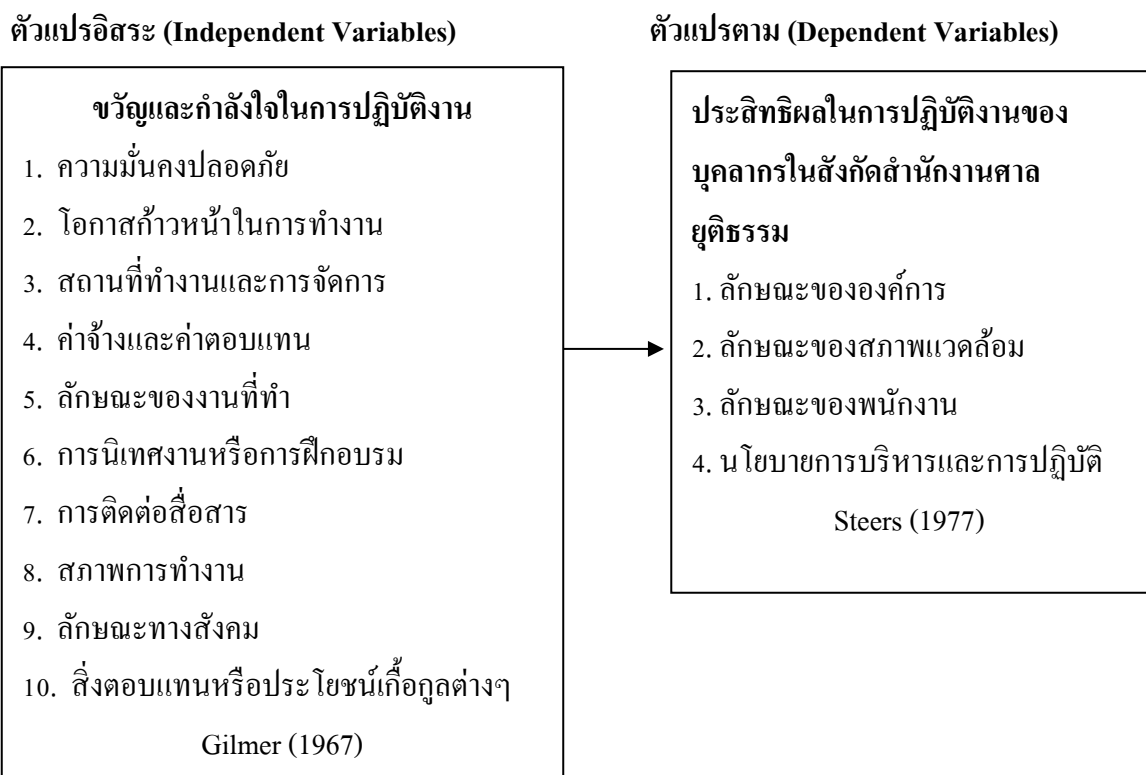 ตัวแปรอิสระ (Independent Variables)
ขวัญและกำลังใจในการปฏิบัติงาน
1. ความมั่นคงปลอดภัย
2. โอกาสก้าวหน้าในการทำงาน
3. สถานที่ทำงานและการจัดการ
4. ค่าจ้างและค่าตอบแทน
5. ลักษณะของงานที่ทำ
6. การนิเทศงานหรือการฝึกอบรม
7. การติดต่อสื่อสาร
8. สภาพการทำงาน
9. ลักษณะทางสังคม
10. สิ่งตอบแทนหรือประโยชน์เกื้อกูลต่างๆ
Gilmer (1967)
ตัวแปรตาม (Dependent Variables)
ประสิทธิผลในการปฏิบัติงานของ
บุคลากรในสังกัดสำนักงานศาล
ยุติธรรม
1. ลักษณะขององค์การ
2. ลักษณะของสภาพแวดล้อม
3. ลักษณะของพนักงาน
4. นโยบายการบริหารและการปฏิบัติ
Steers (1977)